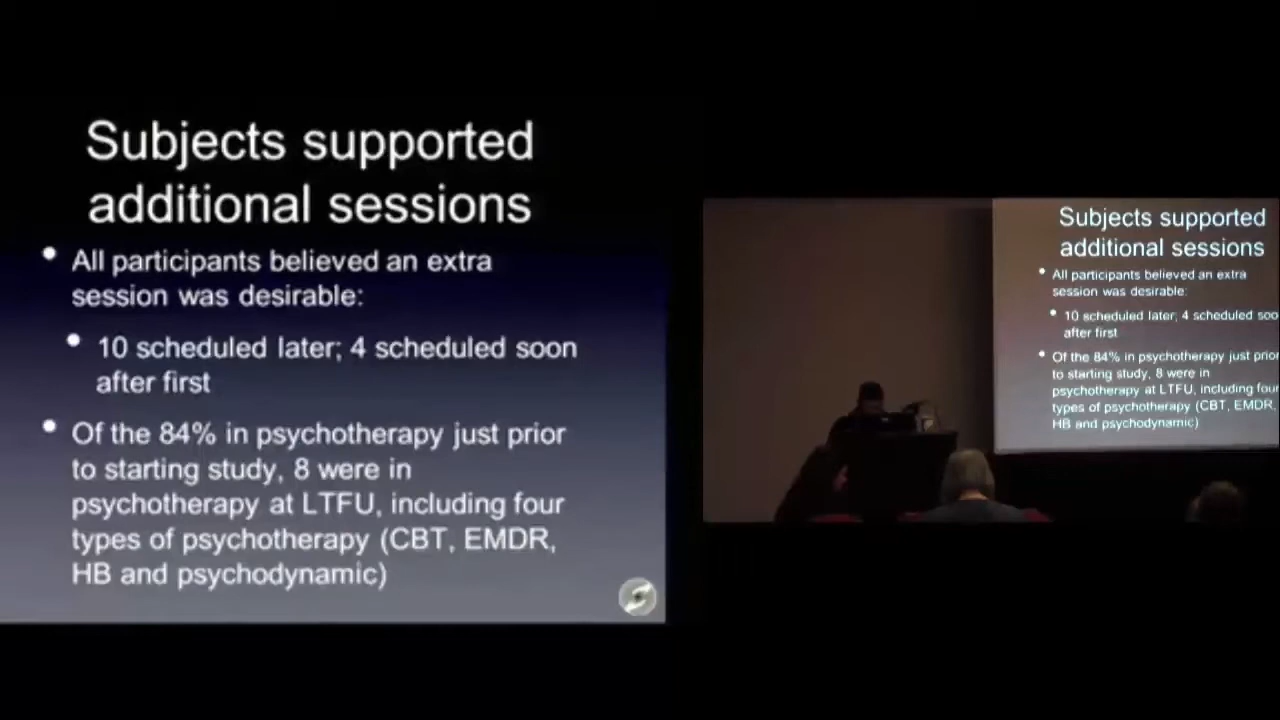 Subjects supported
additional sessions
• All participants believed an extra
session was desirable:
• 10 scheduled later; 4 scheduled soon
after first
• Of the 84% in psychotherapy just prior
to starting study, 8 were in
psychotherapy at LTFU, including four
types of psychotherapy (CBT, EMDR,
HB and psychodynamic)
Subjects supported
additional sessions
• All participants believed an extra
session was desirable:
• 10 scheduled later; 4 scheduled soo
after first
• Of the 84% in psychotherapy just prior
to starting study, 8 were in
psychotherapy at LTFU, including four
types of psychotherapy (CBT, EMDR,
HB and psychodynamic)